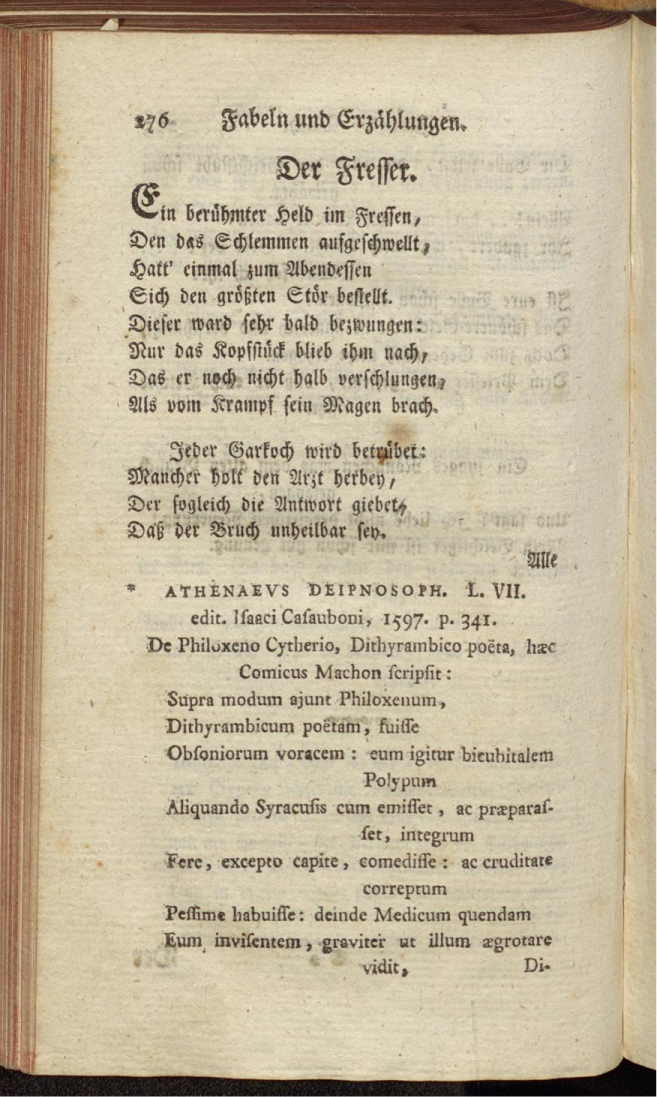 276 Fabeln und Erzählungen.
Der Fresser.
Ein berühmter Held im Fressen,
Den das Schlemmen aufgeschwellt,
Hatt' einmal zum Abendessen
Sich den größten Stör bestellt.
Dieser ward sehr bald bezwungen:
Nur das Kopfstück blieb ihm nach,
Das er noch nicht halb verschlungen,
Als vom Krampf sein Magen brach.
Jeder Garkoch wird betrübet:
Mancher holt den Arzt herbey,
Der sogleich die Antwort giebet,
Daß der Bruch unheilbar sey.
Alle
* ATHENAEVS DEIPNOSOPH. L. VII.
edit. Isaaci Casauboni, 1597. p. 341.
De Philoxeno Cytherio, Dithyrambico poëta, hæc
Comicus Machon scripsit:
Supra modum ajunt Philoxenum,
Dithyrambicum poëtam, fuisse
Obsoniorum voracem: eum igitur bicubitalem
Polypum
Aliquando Syracusis cum emisset, ac præparas-
set, integrum
Fere, excepto capite, comedisse: ac cruditate
correptum
Pessime habuisse: deinde Medicum quendam
Eum invisentem, graviter ut illum ægrotare
vidit, Di-